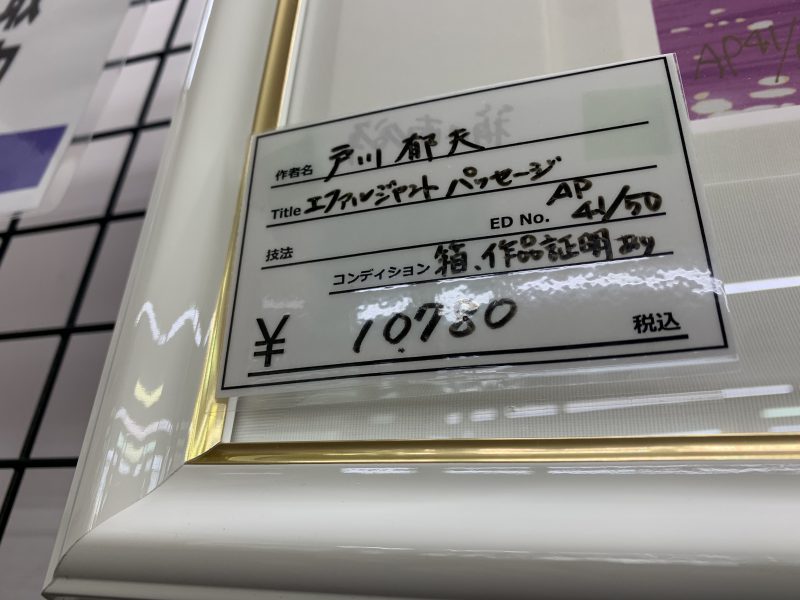 作者名 戸川郁夫
Title エファルジャント パッセージ
技法 ED No. AP 41/50
コンディション 箱、作品証明あり
¥ 10780 税込
AP41/